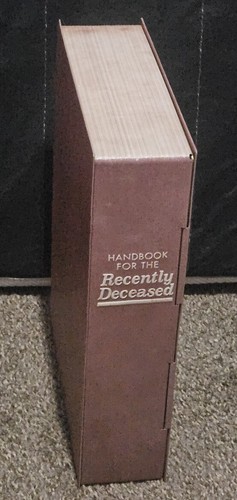 HANDBOOK
FOR THE
Recently
Deceased